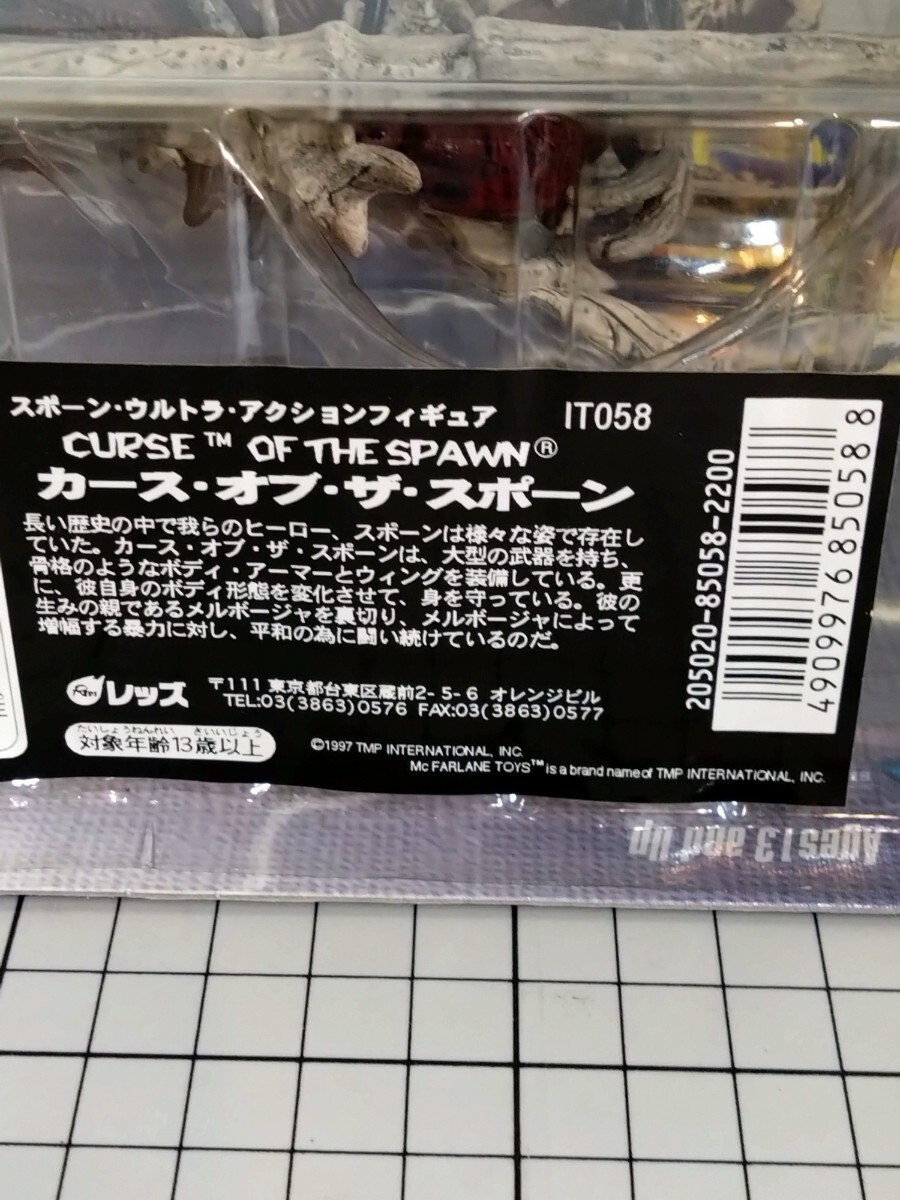 スポーン・ウルトラ・アクションフィギュア IT058
CURSE™ OF THE SPAWN®
カース・オブ・ザ・スポーン
長い歴史の中で我らのヒーロー、スポーンは様々な姿で存在し
ていた。カース・オブ・ザ・スポーンは、大型の武器を持ち、
骨格のようなボディ・アーマーとウィングを装備している。更
に、彼自身のボディ形態を変化させて、身を守っている。彼の
生みの親であるメルボージャを裏切り、メルボージャによって
増幅する暴力に対し、平和の為に闘い続けているのだ。
レッズ
〒111 東京都台東区蔵前2-5-6 オレンジビル
TEL:03(3863)0576 FAX:03(3863)0577
たいしょうねんれい さいいじょう
対象年齢13歳以上
©1997 TMP INTERNATIONAL, INC.
McFARLANE TOYS™ is a brand name of TMP INTERNATIONAL, INC.
205020-85058-2200
4909976850588
Ages 13 and Up